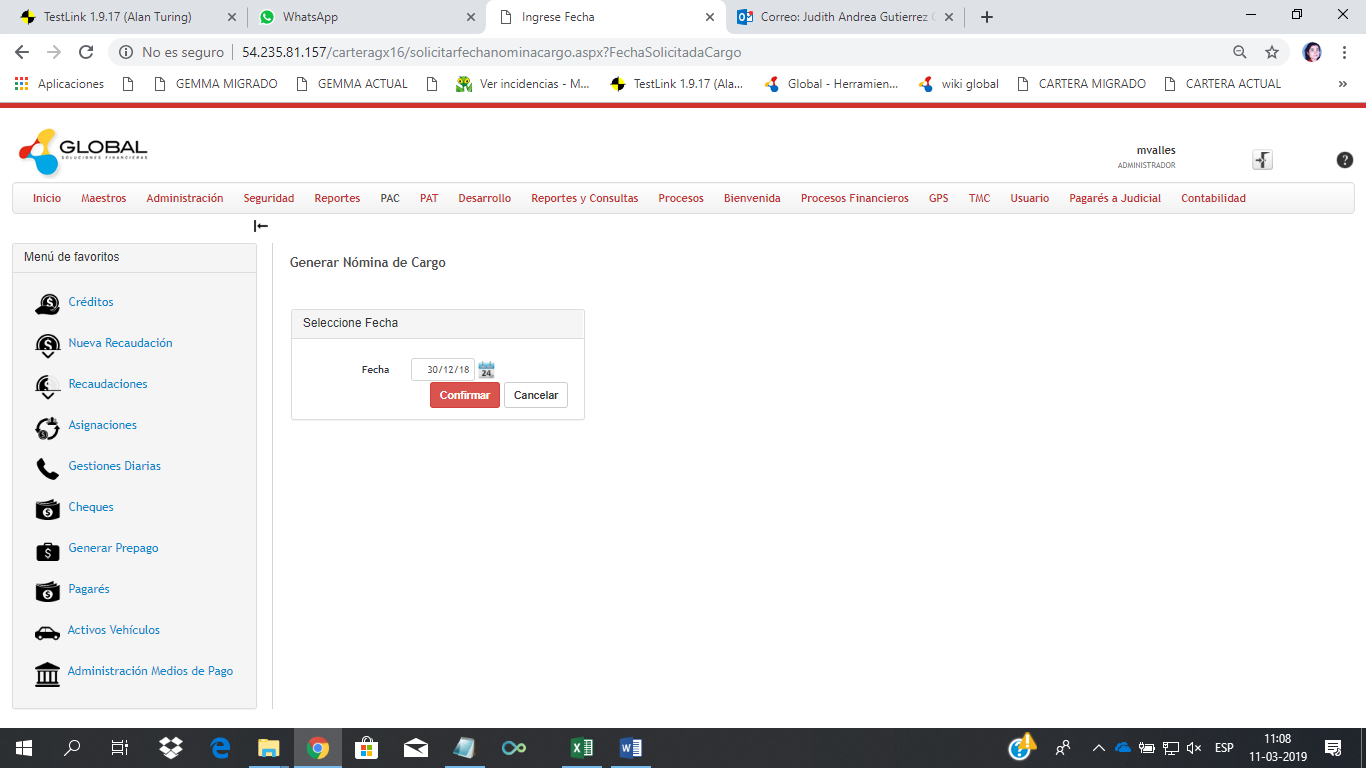 TestLink 1.9.17 (Alan Turing)
WhatsApp
Ingrese Fecha
Correo: Judith Andrea Gutierrez
No es seguro
54.235.81.157/carteragx16/solicitarfechanominacargo.aspx?FechaSolicitadaCargo
Aplicaciones
GEMMA MIGRADO
GEMMA ACTUAL
Ver incidencias - M...
TestLink 1.9.17 (Ala...
Global - Herramien...
wiki global
CARTERA MIGRADO
CARTERA ACTUAL
»
GLOBAL
SOLUCIONES FINANCIERAS
mvalles
ADMINISTRADOR
Inicio
Maestros
Administración
Seguridad
Reportes
PAC
PAT
Desarrollo
Reportes y Consultas
Procesos
Bienvenida
Procesos Financieros
GPS
TMC
Usuario
Pagarés a Judicial
Contabilidad
Menú de favoritos
Créditos
Nueva Recaudación
Recaudaciones
Asignaciones
Gestiones Diarias
Cheques
Generar Prepago
Pagarés
Activos Vehículos
Administración Medios de Pago
Generar Nómina de Cargo
Seleccione Fecha
Fecha
30/12/18
24
Confirmar
Cancelar
ESP
11:08
11-03-2019